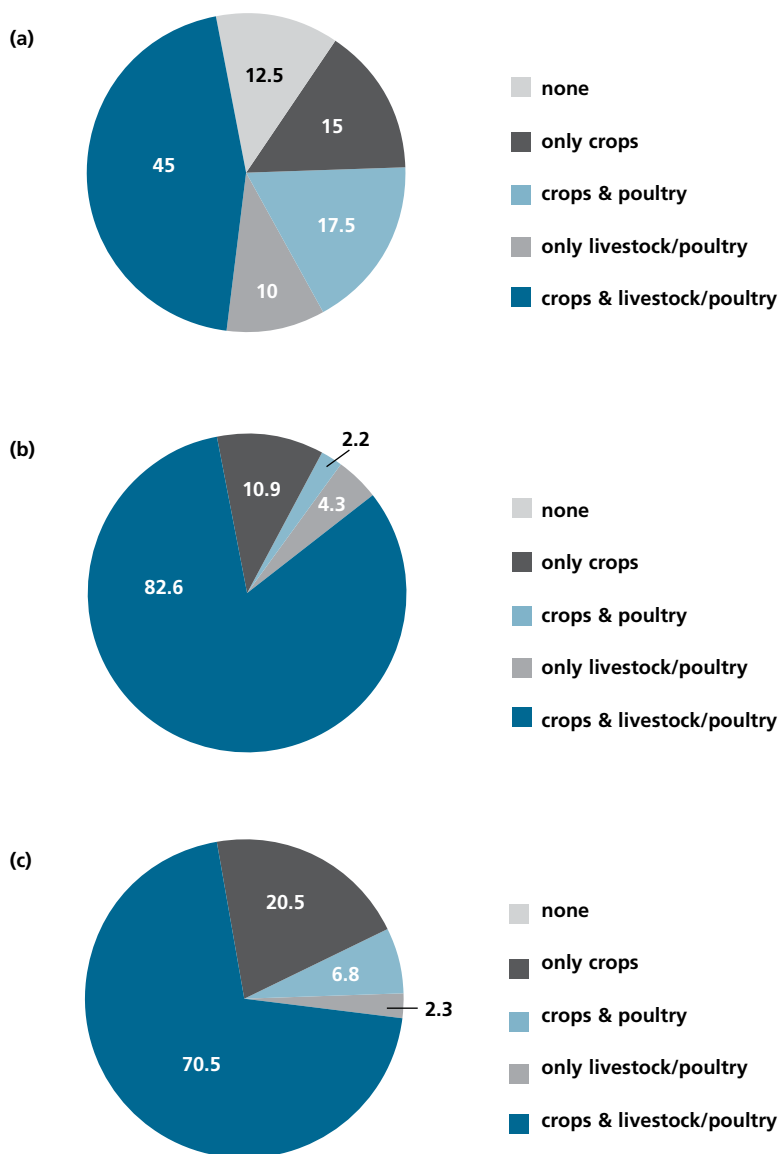 (a)
12.5
15
17.5
10
45
none
only crops
crops & poultry
only livestock/poultry
crops & livestock/poultry
(b)
2.2
10.9
4.3
82.6
none
only crops
crops & poultry
only livestock/poultry
crops & livestock/poultry
(c)
20.5
6.8
2.3
70.5
none
only crops
crops & poultry
only livestock/poultry
crops & livestock/poultry